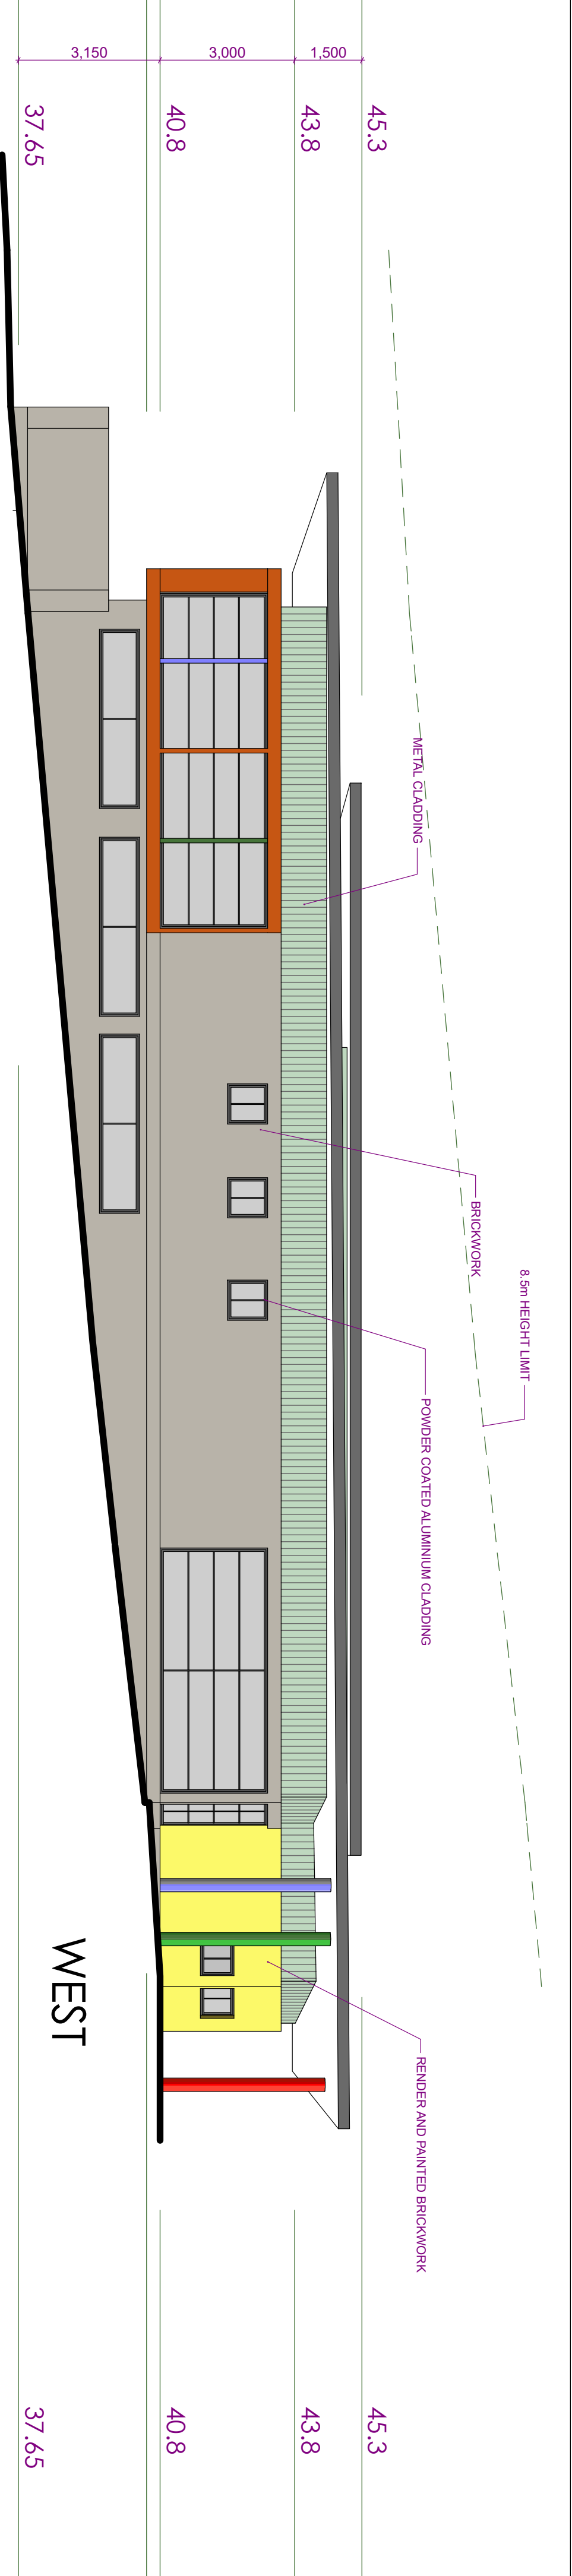 8.5m HEIGHT LIMIT
METAL CLADDING
BRICKWORK
POWDER COATED ALUMINIUM CLADDING
RENDER AND PAINTED BRICKWORK
45.3
45.3
1,500
43.8
43.8
3,000
40.8
40.8
3,150
37.65
37.65
WEST